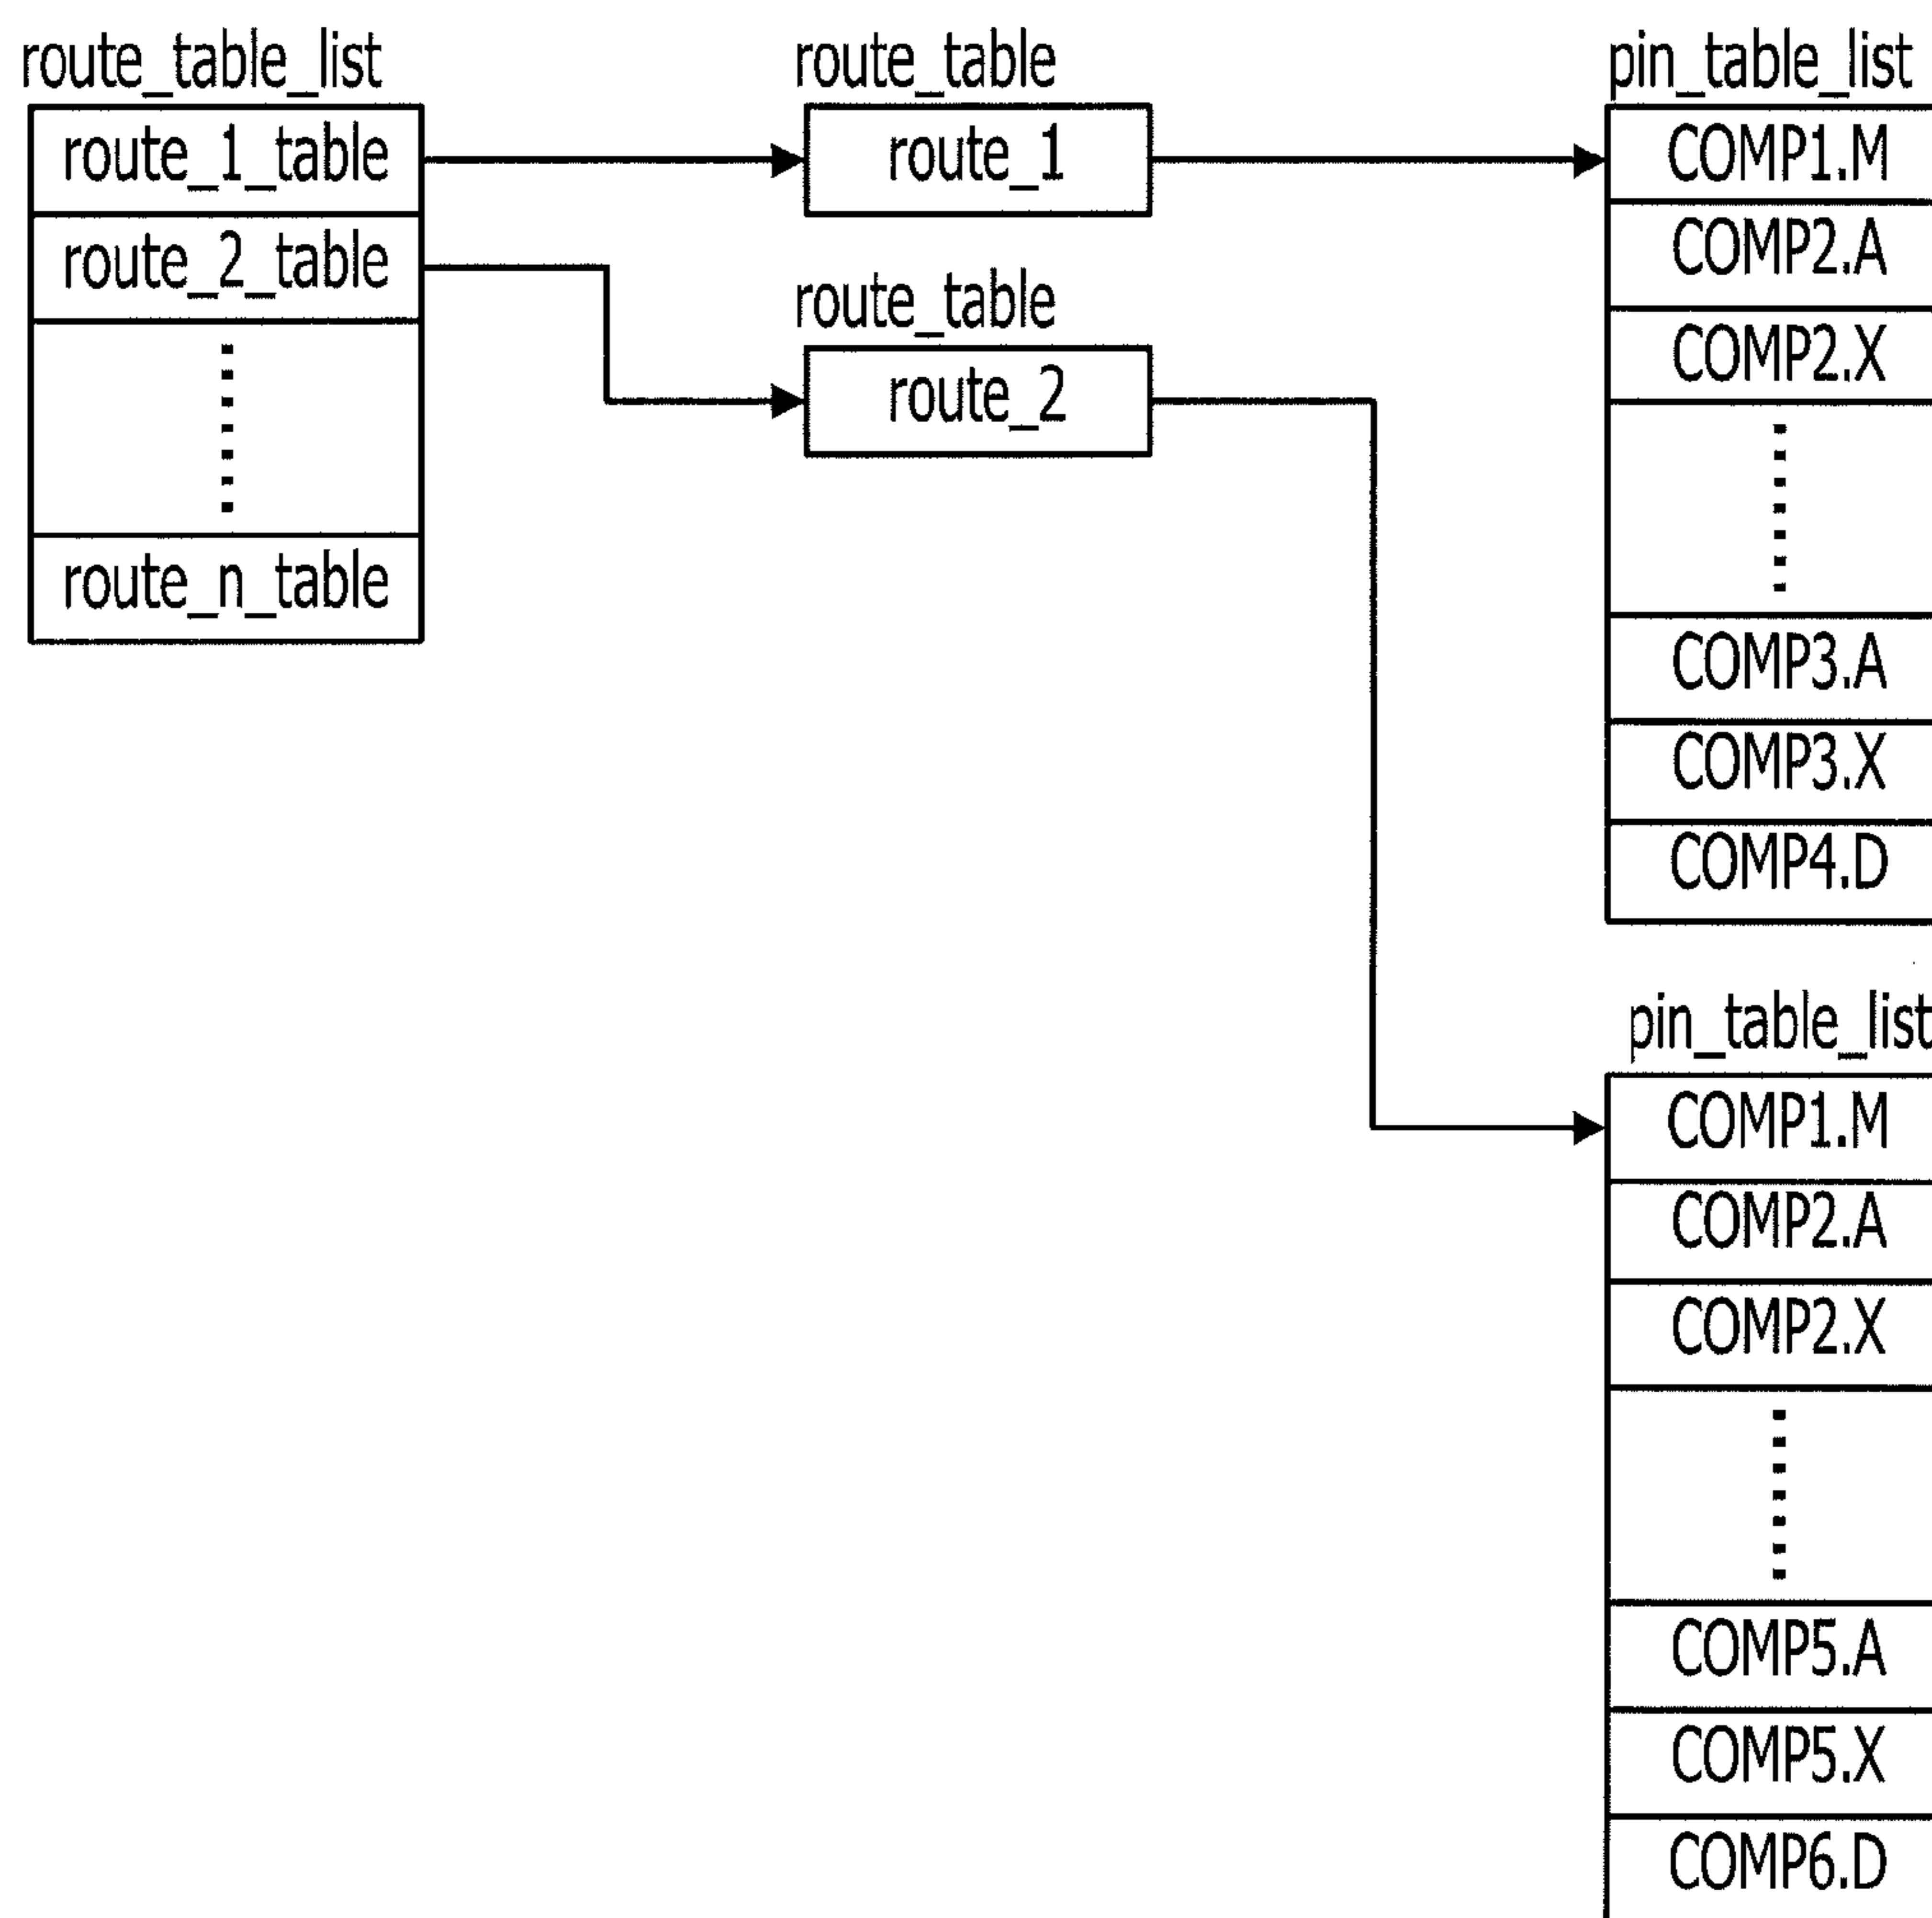 route_table_list
route_1_table
route_2_table
route_n_table
route_table
route_1
route_table
route_2
pin_table_list
COMP1.M
COMP2.A
COMP2.X
COMP3.A
COMP3.X
COMP4.D
pin_table_list
COMP1.M
COMP2.A
COMP2.X
COMP5.A
COMP5.X
COMP6.D